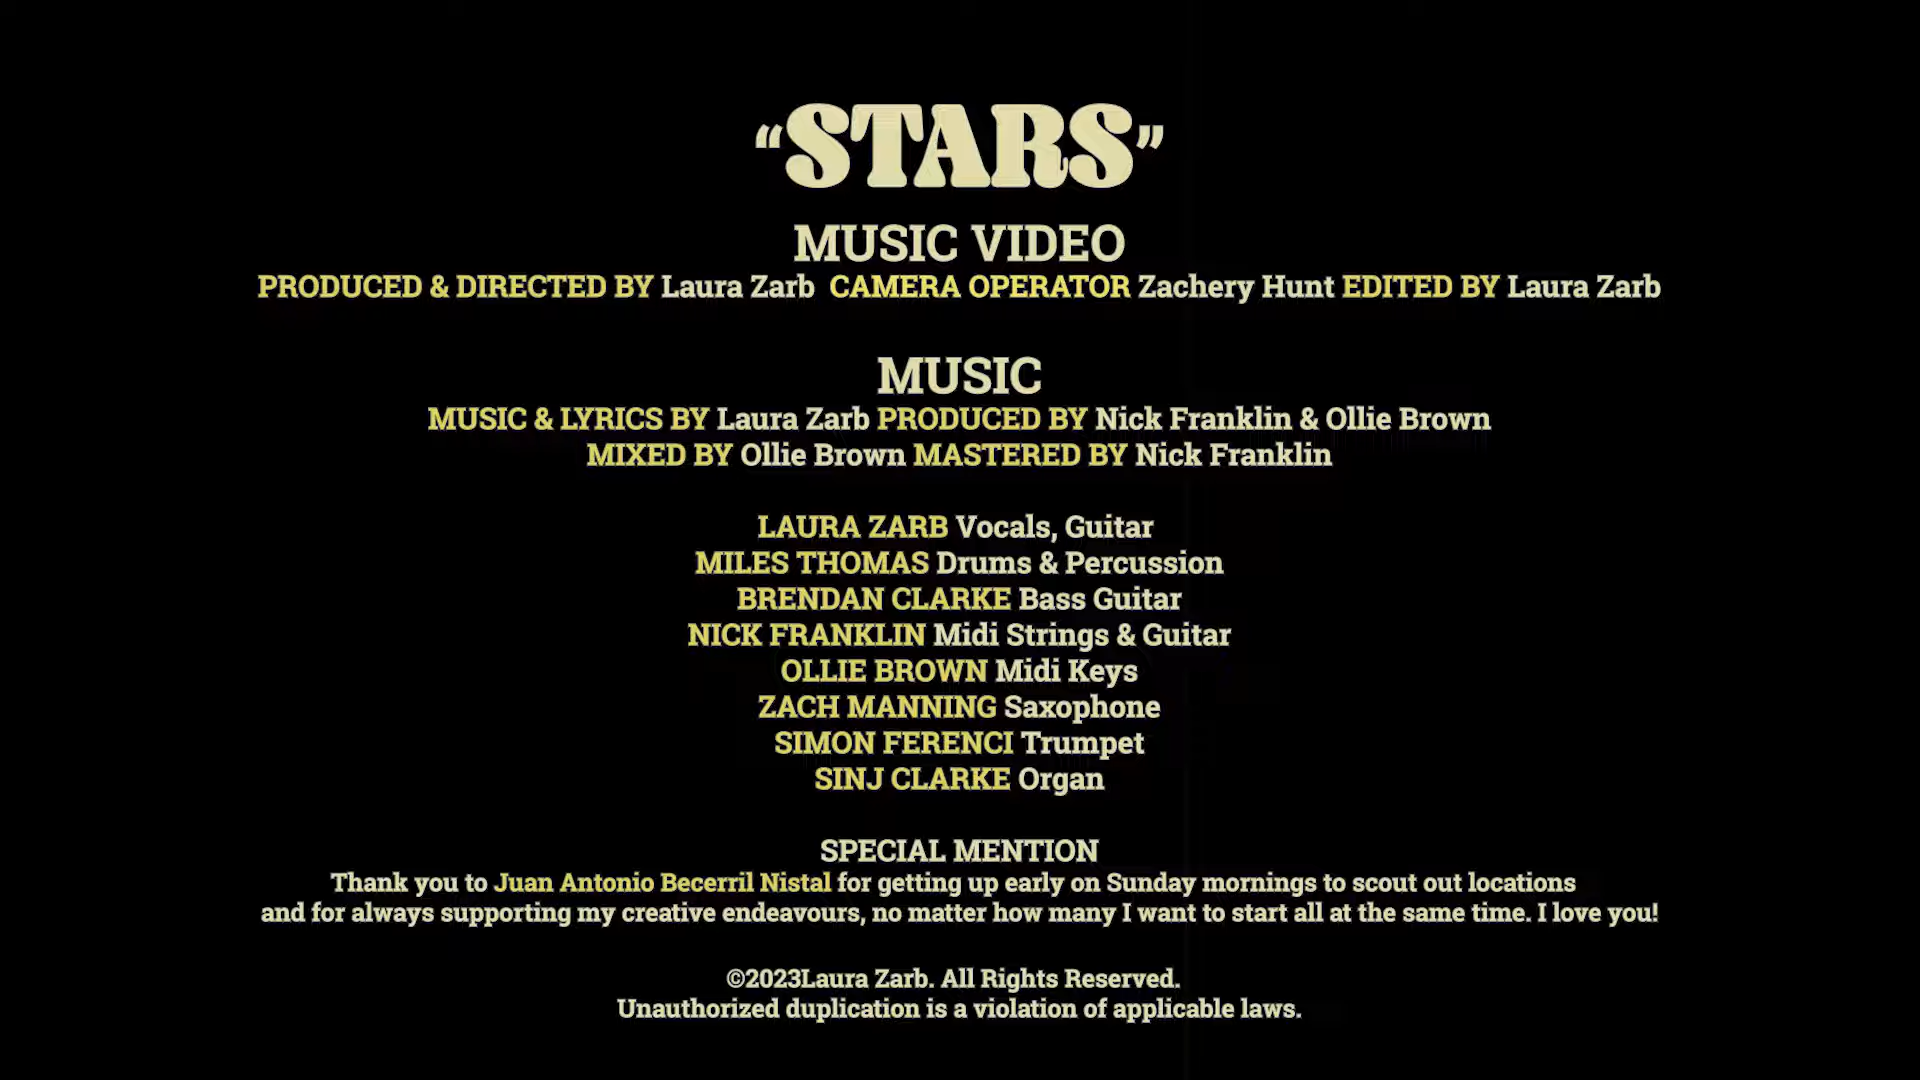 “STARS”
MUSIC VIDEO
PRODUCED & DIRECTED BY Laura Zarb CAMERA OPERATOR Zachery Hunt EDITED BY Laura Zarb
MUSIC
MUSIC & LYRICS BY Laura Zarb PRODUCED BY Nick Franklin & Ollie Brown
MIXED BY Ollie Brown MASTERED BY Nick Franklin
LAURA ZARB Vocals, Guitar
MILES THOMAS Drums & Percussion
BRENDAN CLARKE Bass Guitar
NICK FRANKLIN Midi Strings & Guitar
OLLIE BROWN Midi Keys
ZACH MANNING Saxophone
SIMON FERENCI Trumpet
SINJ CLARKE Organ
SPECIAL MENTION
Thank you to Juan Antonio Becerril Nistal for getting up early on Sunday mornings to scout out locations
and for always supporting my creative endeavours, no matter how many I want to start all at the same time. I love you!
©2023Laura Zarb. All Rights Reserved.
Unauthorized duplication is a violation of applicable laws.